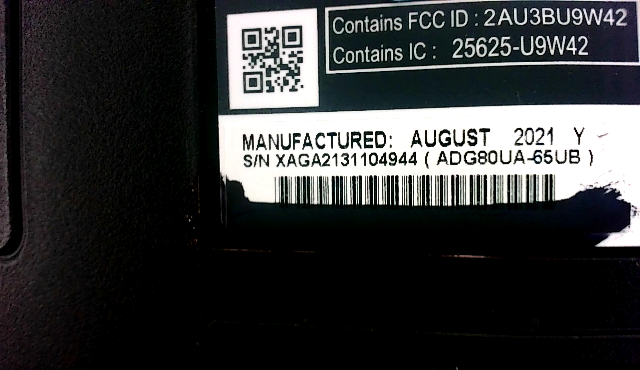 Contains FCC ID : 2AU3BU9W42
Contains IC : 25625-U9W42
MANUFACTURED: AUGUST 2021 Y
S/N XAGA2131104944 ( ADG80UA-65UB )